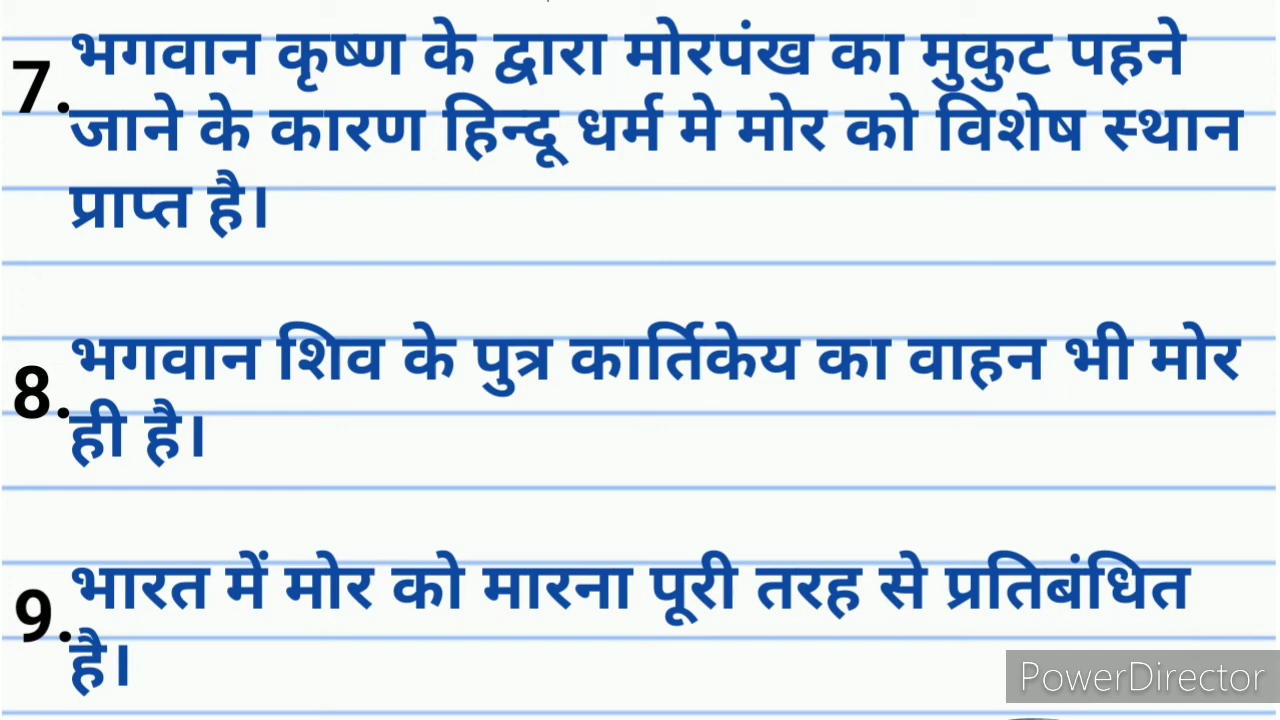 7. भगवान कृष्ण के द्वारा मोरपंख का मुकुट पहने
जाने के कारण हिन्दू धर्म मे मोर को विशेष स्थान
प्राप्त है।
8. भगवान शिव के पुत्र कार्तिकेय का वाहन भी मोर
ही है।
9. भारत में मोर को मारना पूरी तरह से प्रतिबंधित
है।
PowerDirector